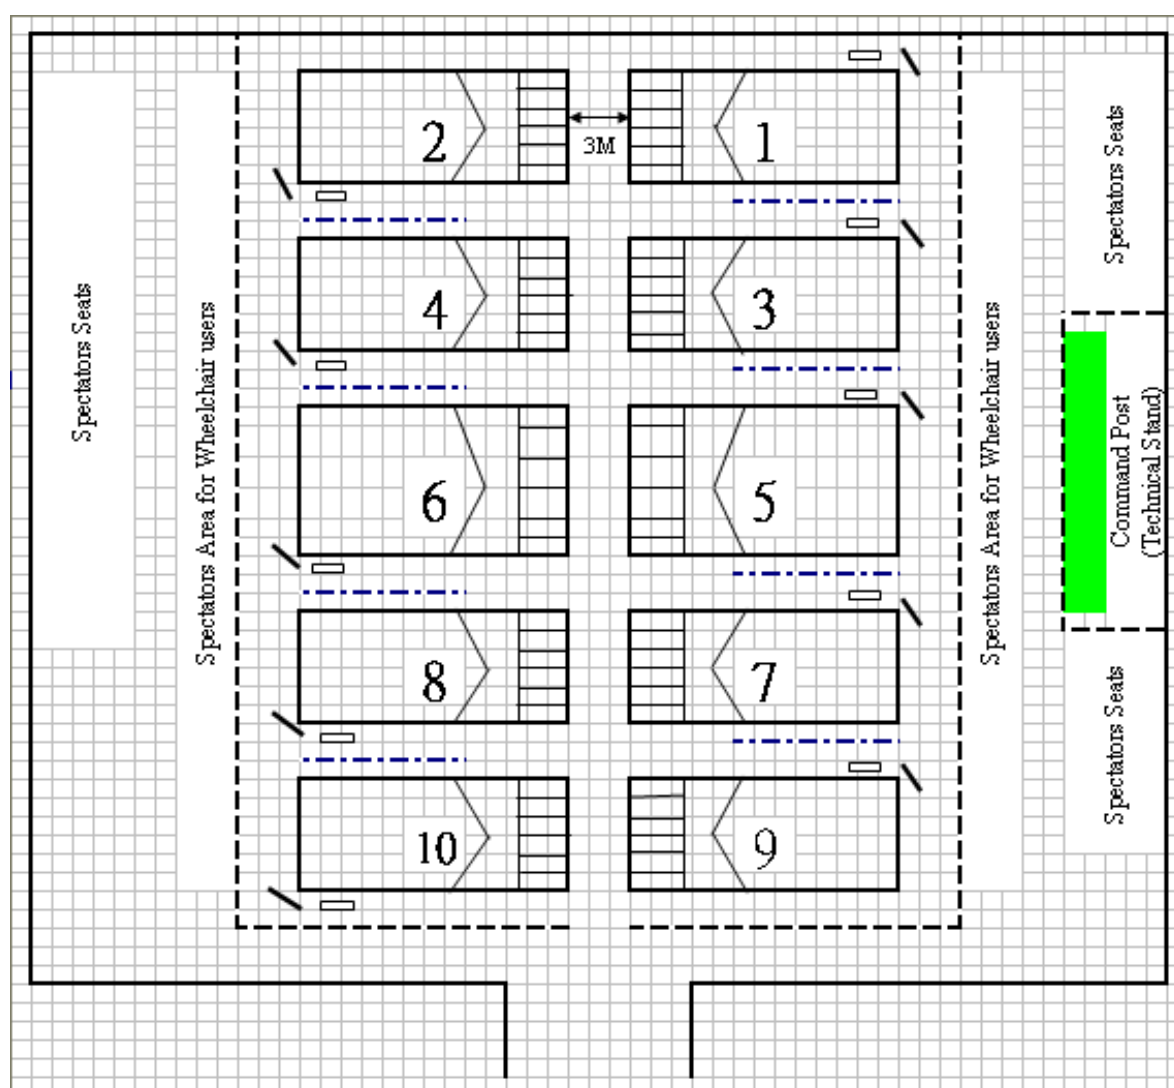 2
1
3M
4
3
6
5
8
7
10
9
Spectators Seats
Spectators Area for Wheelchair users
Spectators Area for Wheelchair users
Spectators Seats
Command Post
(Technical Stand)
Spectators Seats